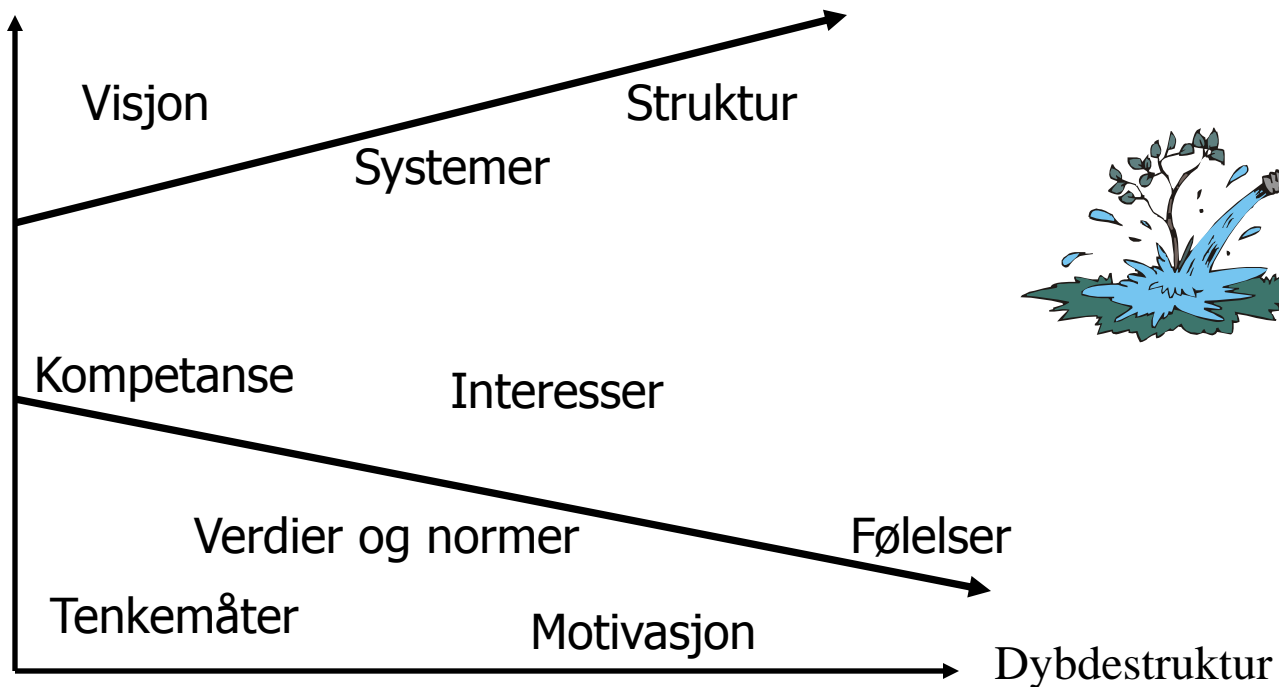 Visjon
Struktur
Systemer
Kompetanse
Interesser
Verdier og normer
Følelser
Tenkemåter
Motivasjon
Dybdestruktur